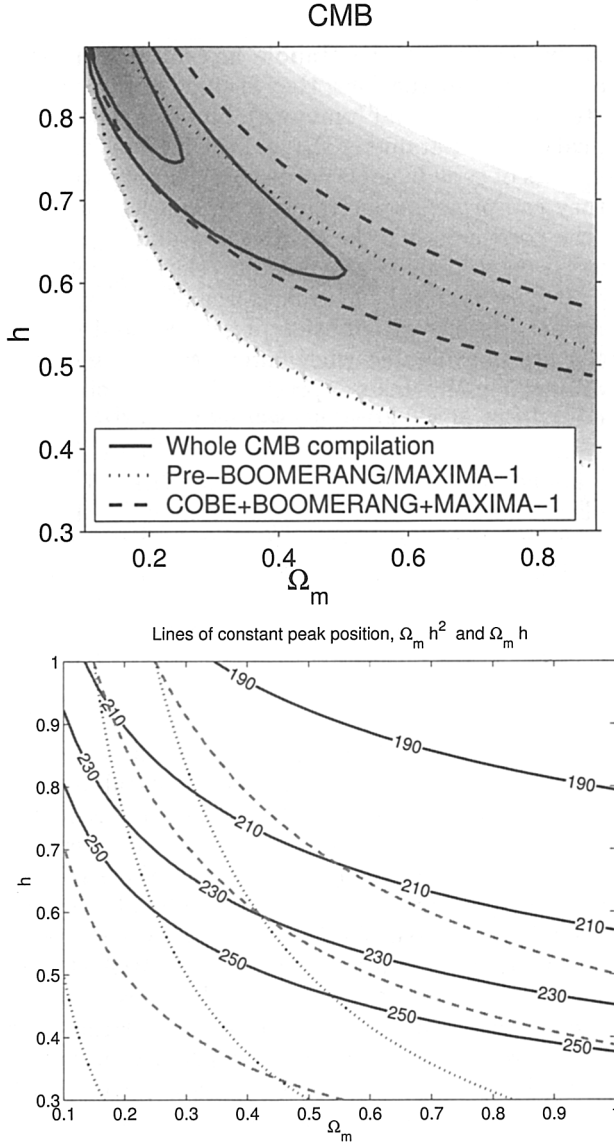 CMB
0.8
0.7
0.6
0.5
0.4
0.3
h
Whole CMB compilation
Pre−BOOMERANG/MAXIMA−1
COBE+BOOMERANG+MAXIMA−1
0.2 0.4 0.6 0.8
Ωm
Lines of constant peak position, Ωm h² and Ωm h
1
0.9
0.8
0.7
0.6
0.5
0.4
0.3
h
190 190 190
210 210 210 210
230 230 230 230
250 250 250 250
0.1 0.2 0.3 0.4 0.5 0.6 0.7 0.8 0.9 1
Ωm